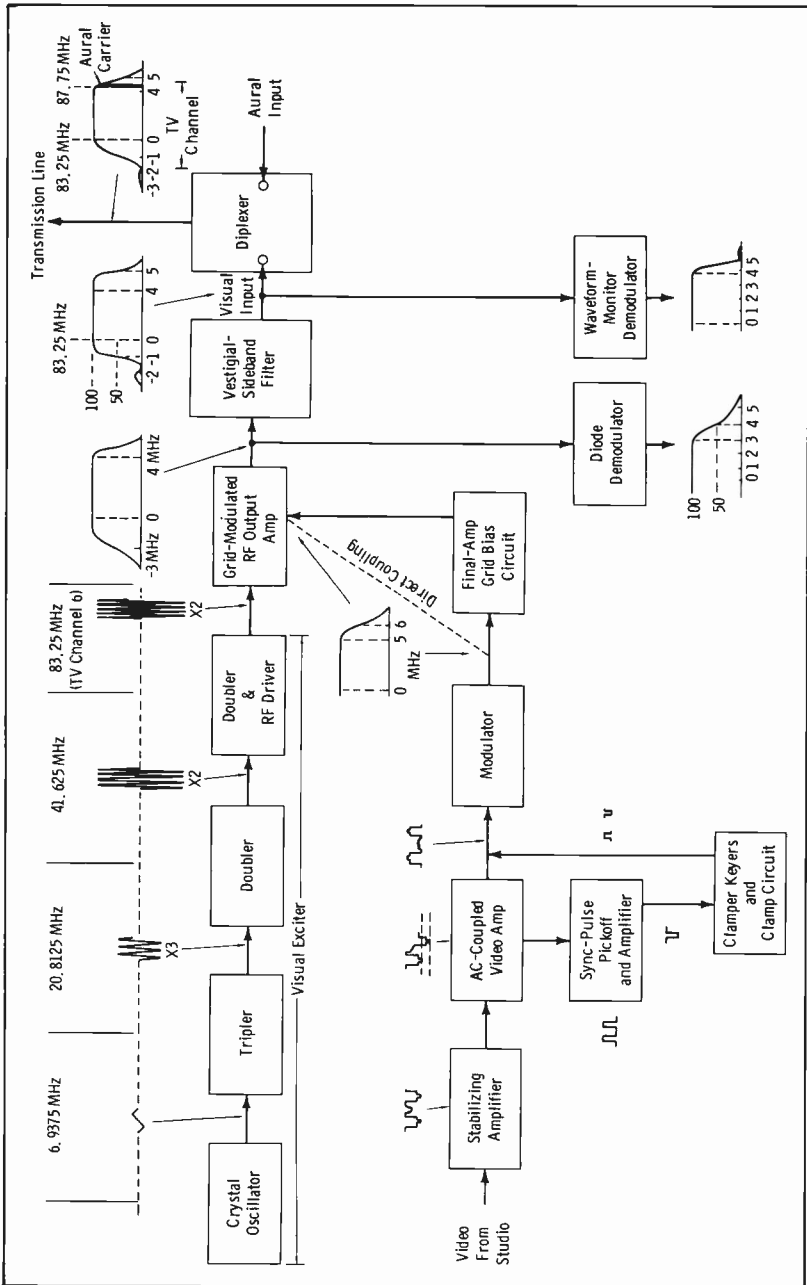 6.9375 MHz
20.8125 MHz
41.625 MHz
83.25 MHz
(TV Channel 6)
X3
X2
X2
Crystal
Oscillator
Tripler
Doubler
Doubler
&
RF Driver
Visual Exciter
-3 MHz
0
4 MHz
Grid-Modulated
RF Output
Amp
83.25 MHz
100
50
-2 -1 0
4 5
Vestigial-
Sideband
Filter
Visual
Input
Transmission Line
83.25 MHz
87.75 MHz
Aural
Carrier
-3 -2 -1 0
4 5
TV
Channel
Diplexer
Aural
Input
Video
From
Studio
Stabilizing
Amplifier
AC-Coupled
Video Amp
Sync-Pulse
Pickoff
and Amplifier
Clamper Keyers
and
Clamp Circuit
Modulator
MHz
0
5 6
Direct Coupling
Final-Amp
Grid Bias
Circuit
Diode
Demodulator
100
50
0 1 2 3 4 5
Waveform-
Monitor
Demodulator
0 1 2 3 4 5